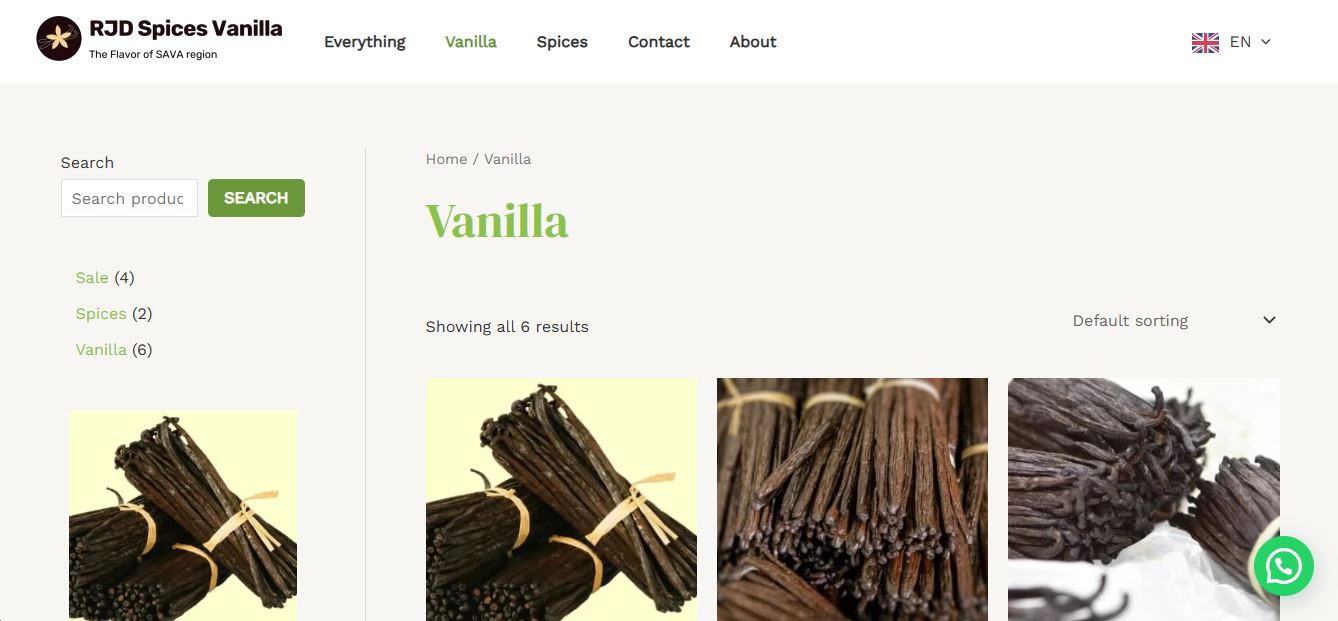 RJD Spices Vanilla
The Flavor of SAVA region
Everything
Vanilla
Spices
Contact
About
EN
Search
Search produc
SEARCH
Sale (4)
Spices (2)
Vanilla (6)
Home / Vanilla
Vanilla
Showing all 6 results
Default sorting